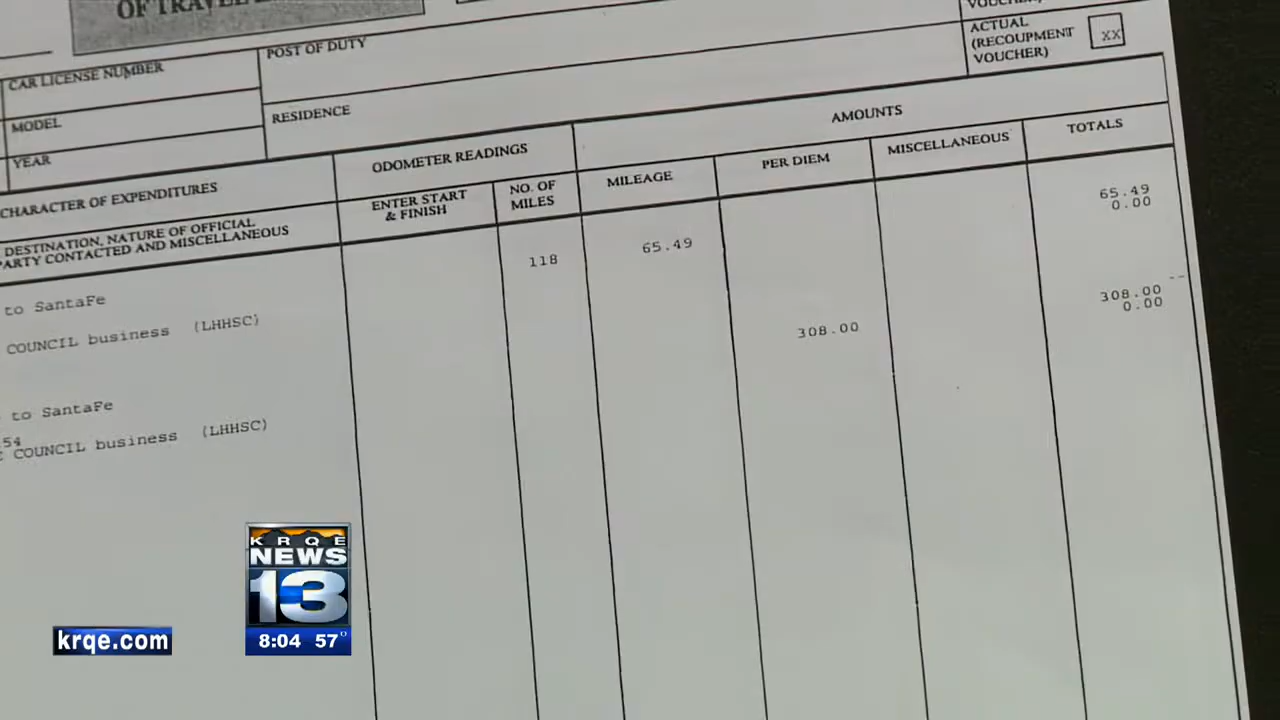 OF TRAVEL
VOUCHER)
ACTUAL
(RECOUPMENT
VOUCHER)
XX
CAR LICENSE NUMBER
POST OF DUTY
MODEL
RESIDENCE
YEAR
AMOUNTS
CHARACTER OF EXPENDITURES
ODOMETER READINGS
MILEAGE
PER DIEM
MISCELLANEOUS
TOTALS
DESTINATION, NATURE OF OFFICIAL
PARTY CONTACTED AND MISCELLANEOUS
ENTER START
& FINISH
NO. OF
MILES
65.49
0.00
118
65.49
to SantaFe
COUNCIL business (LHHSC)
308.00
308.00
0.00
to SantaFe
54
COUNCIL business (LHHSC)
KRQE
NEWS
13
8:04 57°
krqe.com